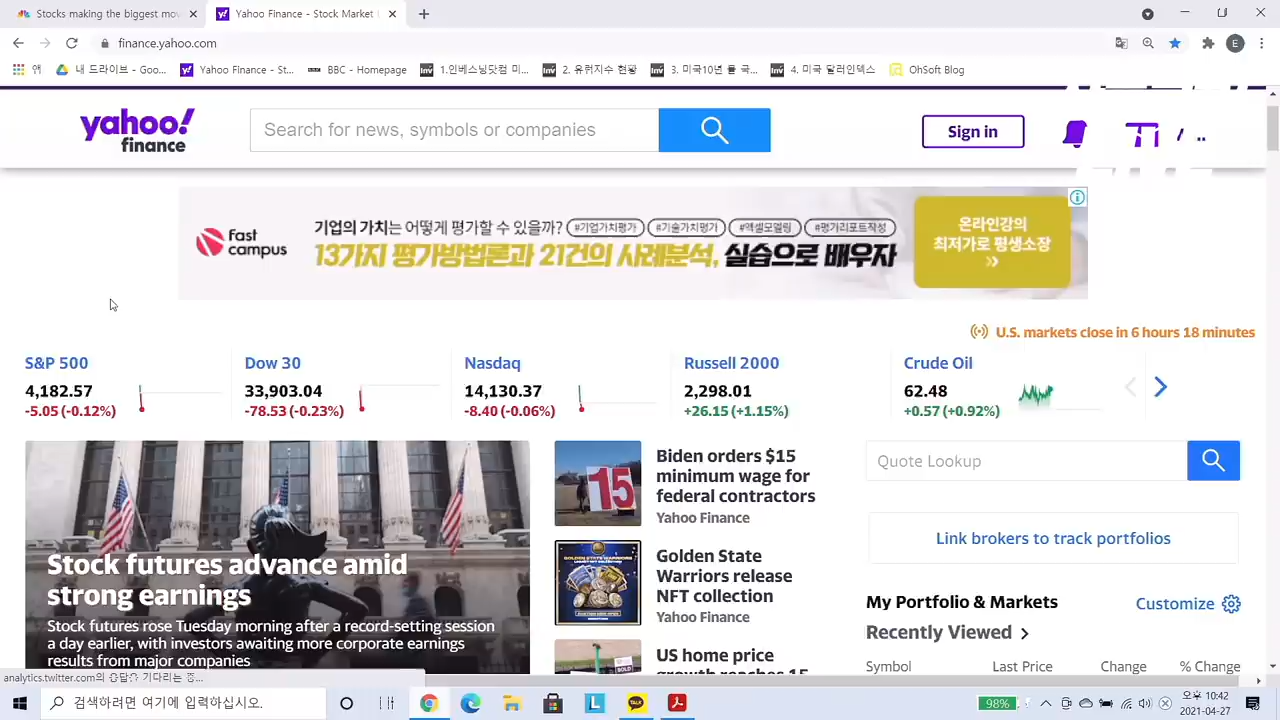 Stocks making the biggest mov
Yahoo Finance - Stock Market
finance.yahoo.com
E
앱
내 드라이브 - Goo...
Yahoo Finance - St...
BBC - Homepage
1.인베스닝닷컴 미...
2. 유럽지수 현황
3. 미국10년 물 국...
4. 미국 달러인덱스
OhSoft Blog
yahoo!
finance
Search for news, symbols or companies
Sign in
fast
campus
기업의 가치는 어떻게 평가할 수 있을까? #기업가치평가 #기술가치평가 #엑셀모델링 #평가리포트작성
13가지 평가방법론과 21건의 사례분석, 실습으로 배우자
온라인강의
최저가로 평생소장
U.S. markets close in 6 hours 18 minutes
S&P 500
4,182.57
-5.05 (-0.12%)
Dow 30
33,903.04
-78.53 (-0.23%)
Nasdaq
14,130.37
-8.40 (-0.06%)
Russell 2000
2,298.01
+26.15 (+1.15%)
Crude Oil
62.48
+0.57 (+0.92%)
Stock futures advance amid
strong earnings
Stock futures rose Tuesday morning after a record-setting session
a day earlier, with investors awaiting more corporate earnings
results from major companies
15
Biden orders $15
minimum wage for
federal contractors
Yahoo Finance
Golden State
Warriors release
NFT collection
Yahoo Finance
US home price
growth reaches 15
Quote Lookup
Link brokers to track portfolios
My Portfolio & Markets
Customize
Recently Viewed
Symbol
Last Price
Change
% Change
analytics.twitter.com의 응답을 기다리는 중...
검색하려면 여기에 입력하십시오.
98%
오후 10:42
2021-04-27